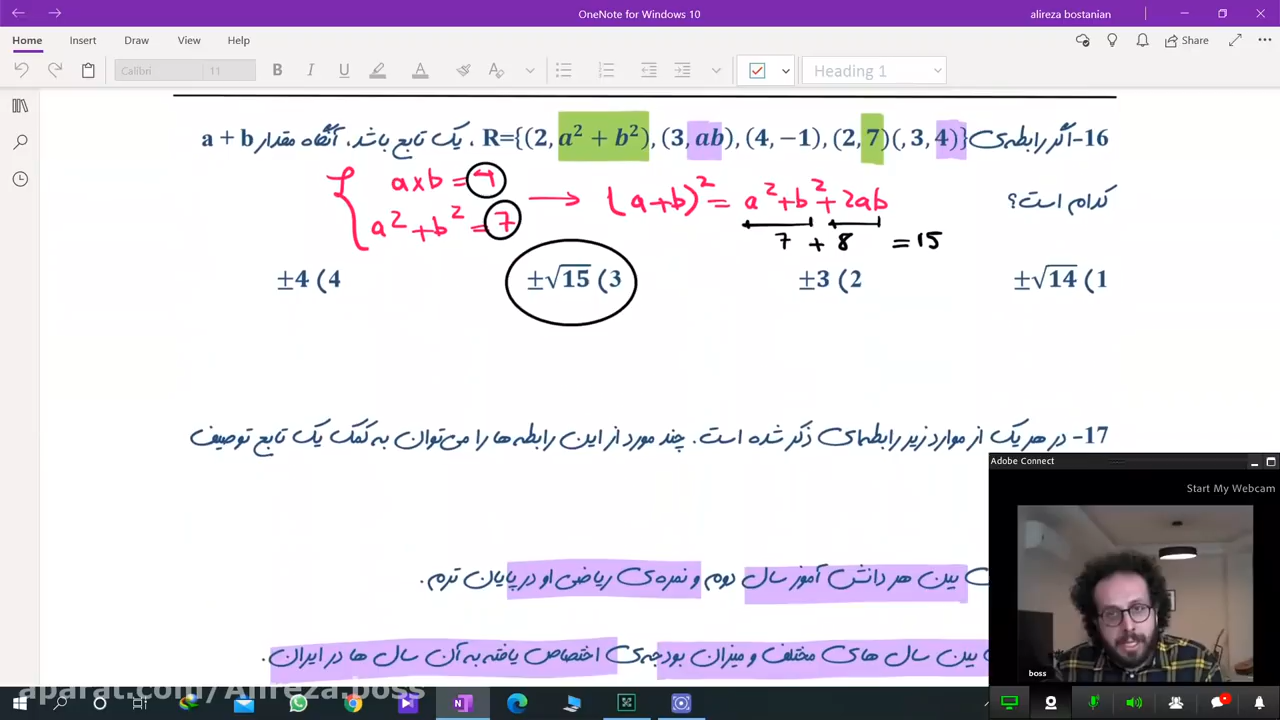 OneNote for Windows 10
alireza bostanian
Home Insert Draw View Help
Share
Calibri 11 B I U Heading 1
16- اگر رابطه‌ی R={(2, a² + b²), (3, ab), (4, −1), (2, 7)(, 3, 4)} ، یک تابع باشد، آنگاه مقدار a + b
کدام است؟
a×b = 4
a² + b² = 7
(a+b)² = a² + b² + 2ab
7 + 8 = 15
±√14 (1
±3 (2
±√15 (3
±4 (4
17- در هر یک از موارد زیر رابطه‌ای ذکر شده است. چند مورد از این رابطه ها را می‌توان به کمک یک تابع توصیف
Adobe Connect
Start My Webcam
boss
بین هر دانش آموز سال دوم و نمره‌ی ریاضی او در پایان ترم.
بین سال های مختلف و میزان بودجه‌ی اختصاص یافته به آن سال ها در ایران.
aparat.com/Alireza.boss